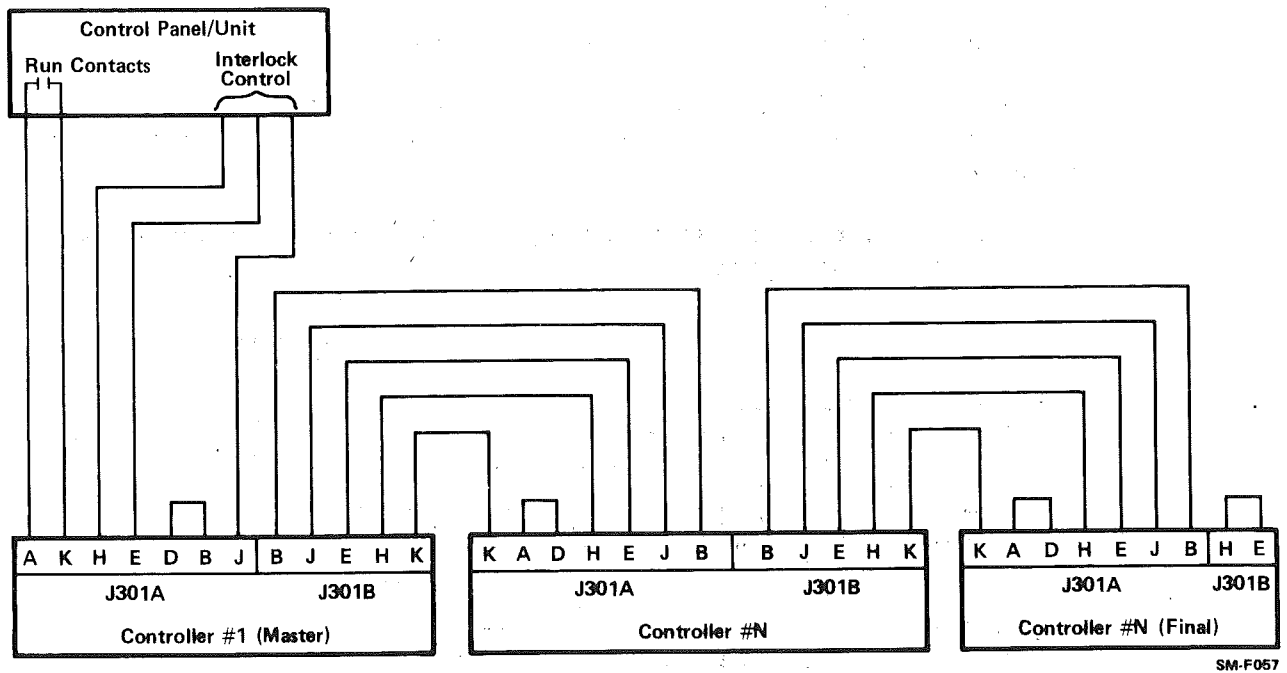 Control Panel/Unit
Run Contacts
Interlock
Control
A K H E D B J B J E H K
J301A J301B
Controller #1 (Master)
K A D H E J B B J E H K
J301A J301B
Controller #N
K A D H E J B H E
J301A J301B
Controller #N (Final)
SM-F057